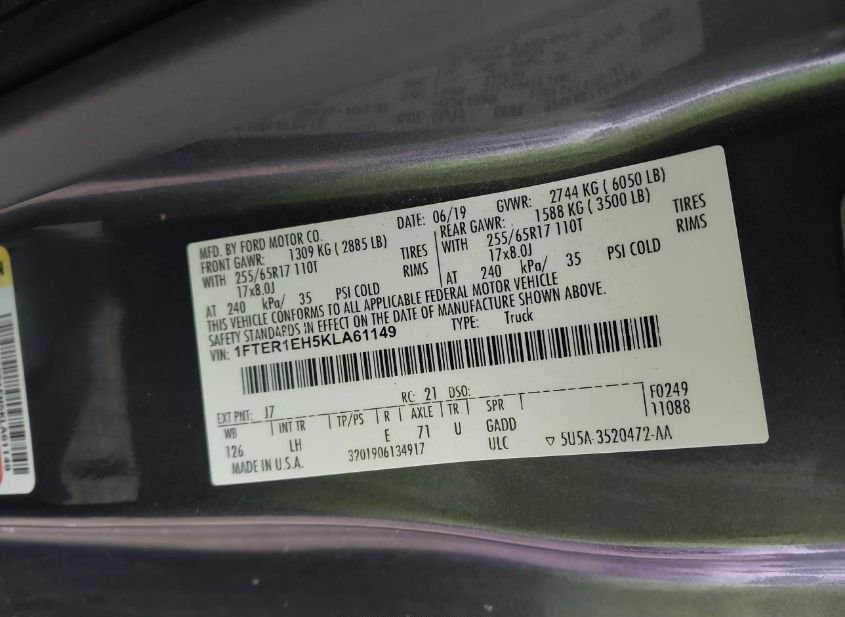 MFD. BY FORD MOTOR CO.
DATE: 06/19 GVWR: 2744 KG ( 6050 LB)
FRONT GAWR: 1309 KG ( 2885 LB)
WITH 255/65R17 110T TIRES
17x8.0J RIMS
AT 240 kPa/ 35 PSI COLD
REAR GAWR: 1588 KG ( 3500 LB)
WITH 255/65R17 110T TIRES
17x8.0J RIMS
AT 240 kPa/ 35 PSI COLD
THIS VEHICLE CONFORMS TO ALL APPLICABLE FEDERAL MOTOR VEHICLE
SAFETY STANDARDS IN EFFECT ON THE DATE OF MANUFACTURE SHOWN ABOVE.
VIN: 1FTER1EH5KLA61149 TYPE: Truck
F0249
11088
EXT PNT: J7 RC: 21 DSO:
WB INT TR TP/PS R AXLE TR SPR
126 LH E 71 U GADD
MADE IN U.S.A. 3201906134917 ULC
5U5A-3520472-AA